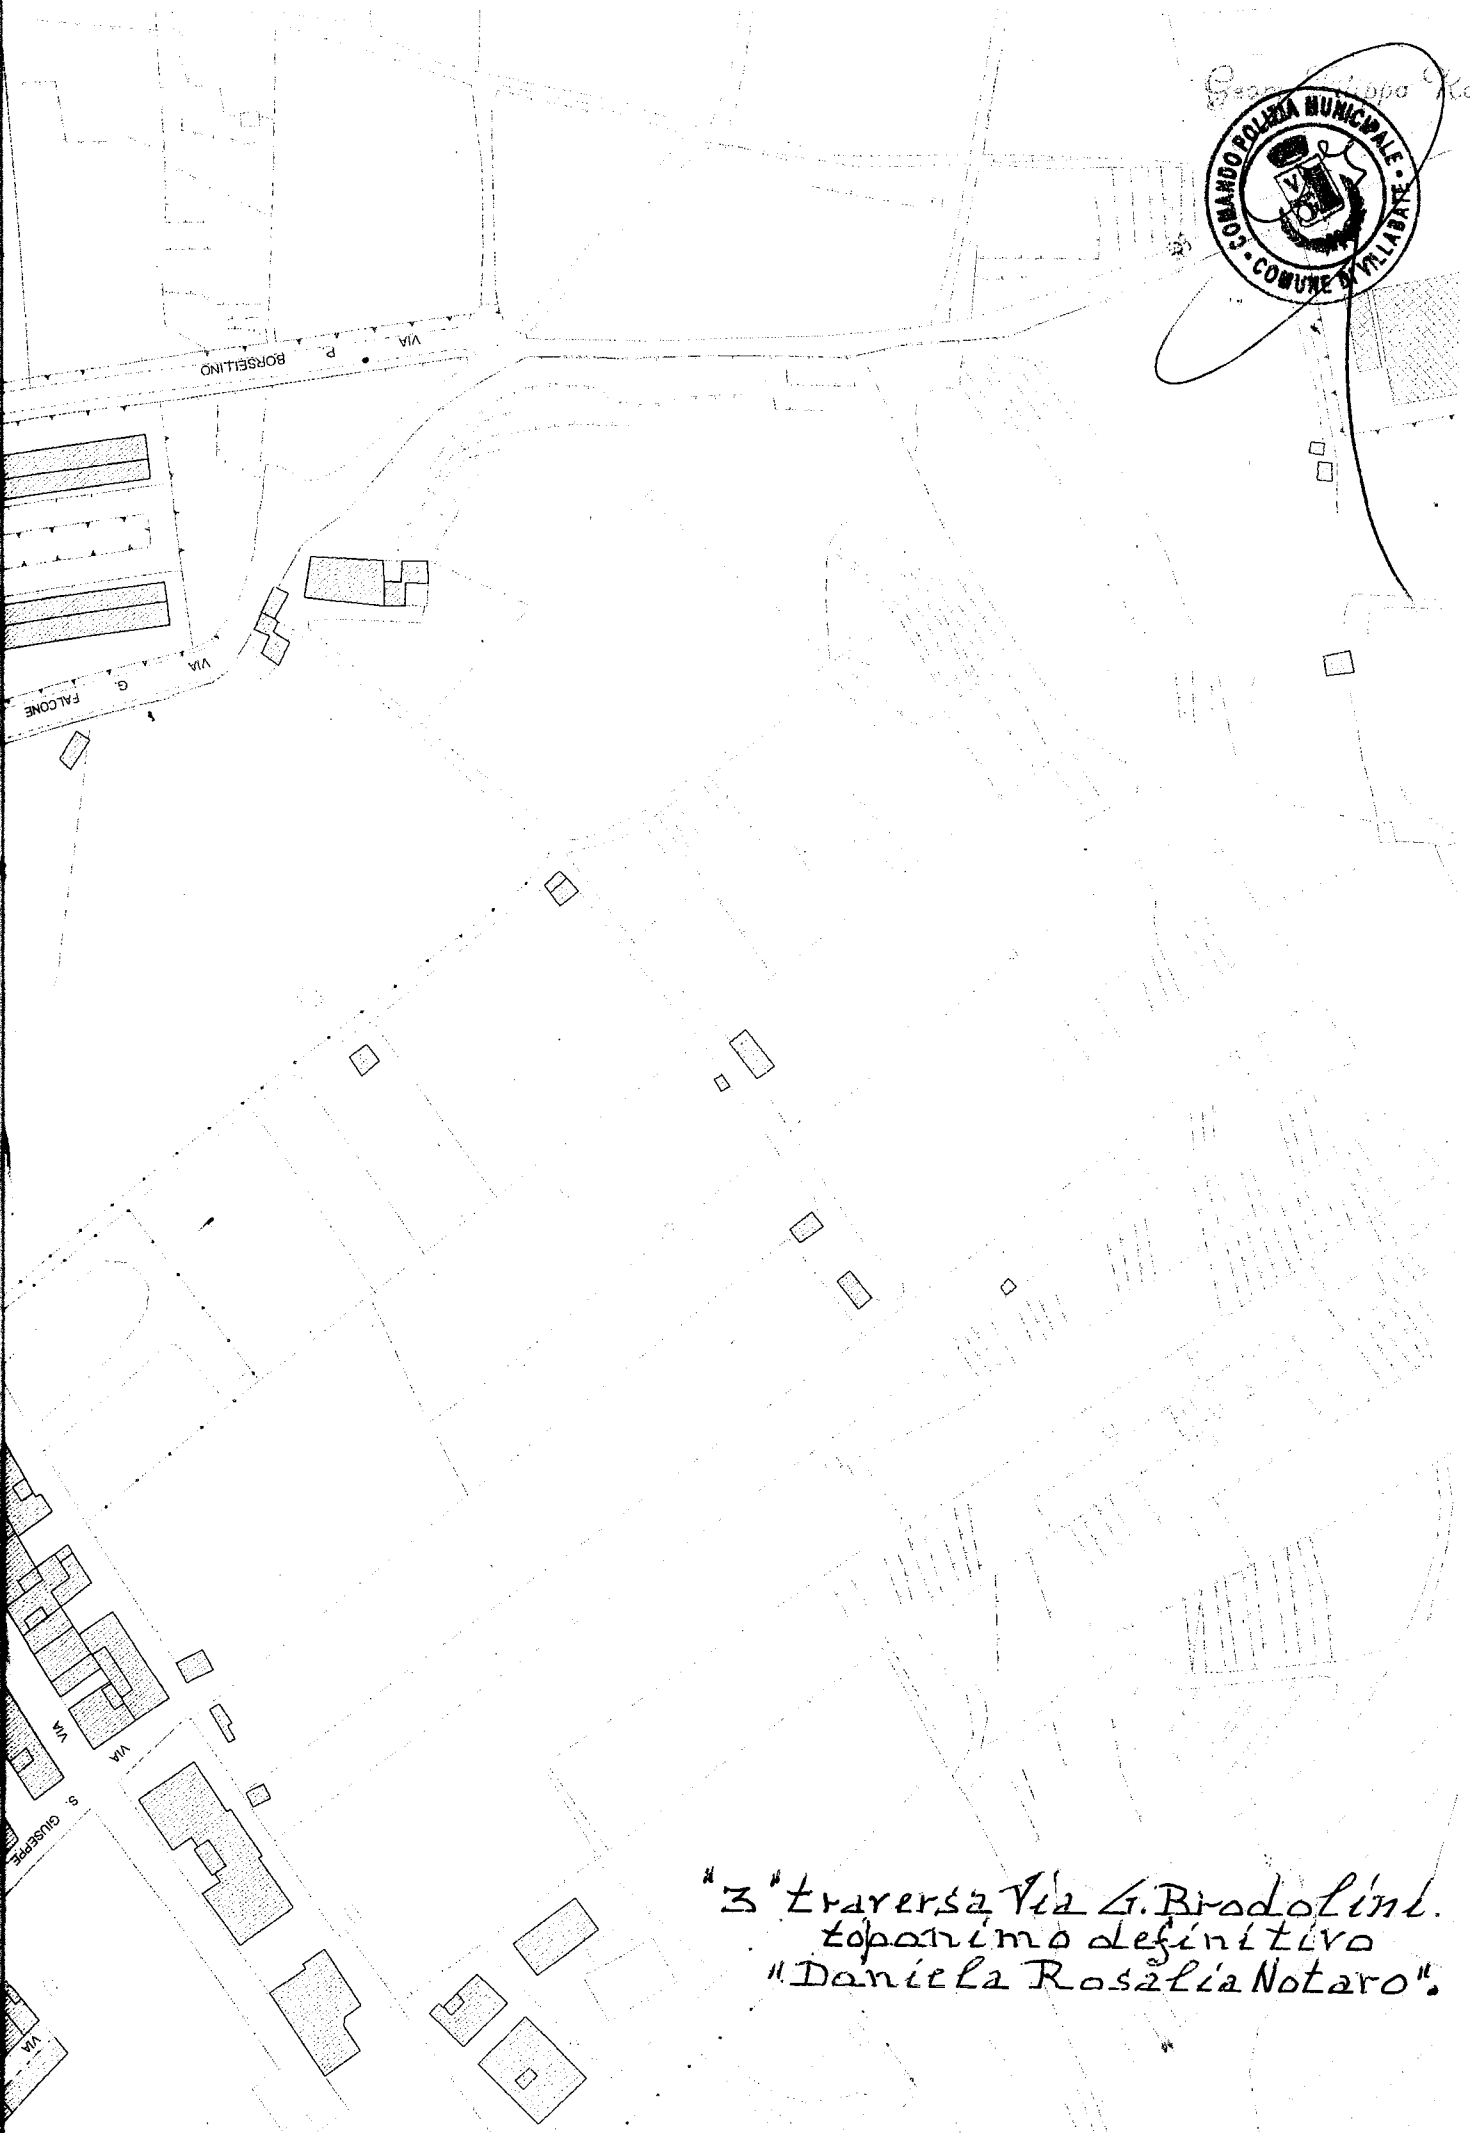 COMANDO POLIZIA MUNICIPALE • COMUNE DI VILLABATE •
V
VIA P. BORSELLINO
VIA G. FALCONE
VIA
VIA
S. GIUSEPPE
VIA
"3" traversa Via G. Brodolini.
toponimo definitivo
"Daniela Rosalia Notaro".